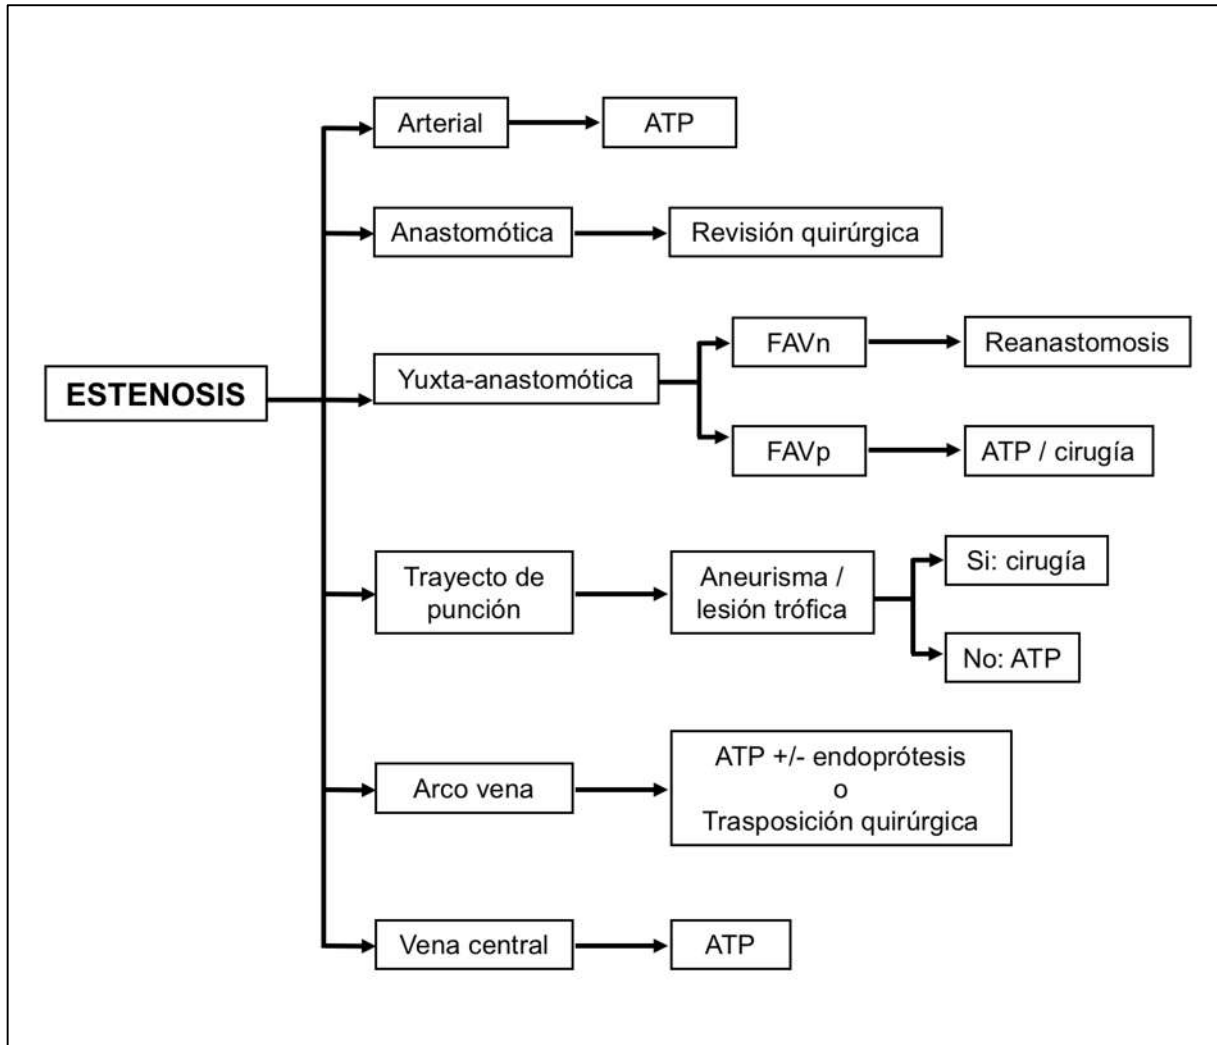 ESTENOSIS
Arterial
ATP
Anastomótica
Revisión quirúrgica
Yuxta-anastomótica
FAVn
Reanastomosis
FAVp
ATP / cirugía
Trayecto de
punción
Aneurisma /
lesión trófica
Si: cirugía
No: ATP
Arco vena
ATP +/- endoprótesis
o
Trasposición quirúrgica
Vena central
ATP